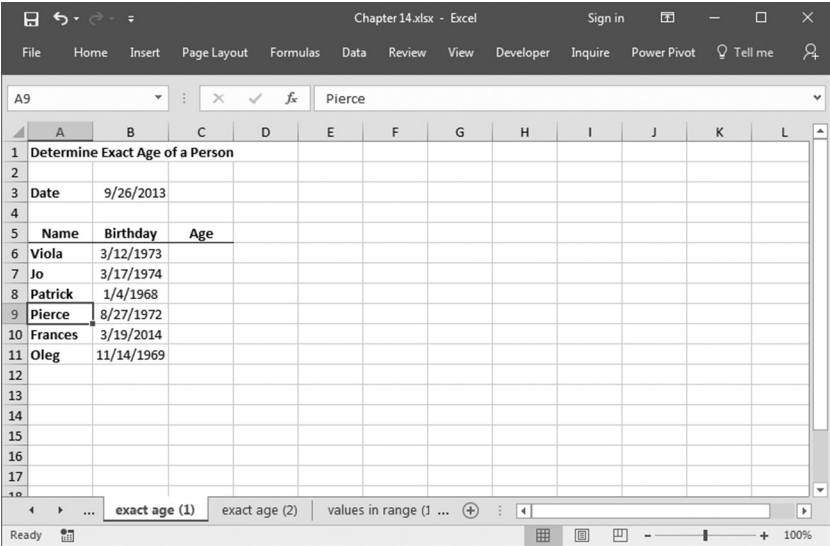 Chapter 14.xlsx - Excel Sign in
File Home Insert Page Layout Formulas Data Review View Developer Inquire Power Pivot Tell me
A9 fx Pierce
A B C D E F G H I J K L
1 Determine Exact Age of a Person
2
3 Date 9/26/2013
4
5 Name Birthday Age
6 Viola 3/12/1973
7 Jo 3/17/1974
8 Patrick 1/4/1968
9 Pierce 8/27/1972
10 Frances 3/19/2014
11 Oleg 11/14/1969
12
13
14
15
16
17
18
... exact age (1) exact age (2) values in range (1 ...
Ready 100%